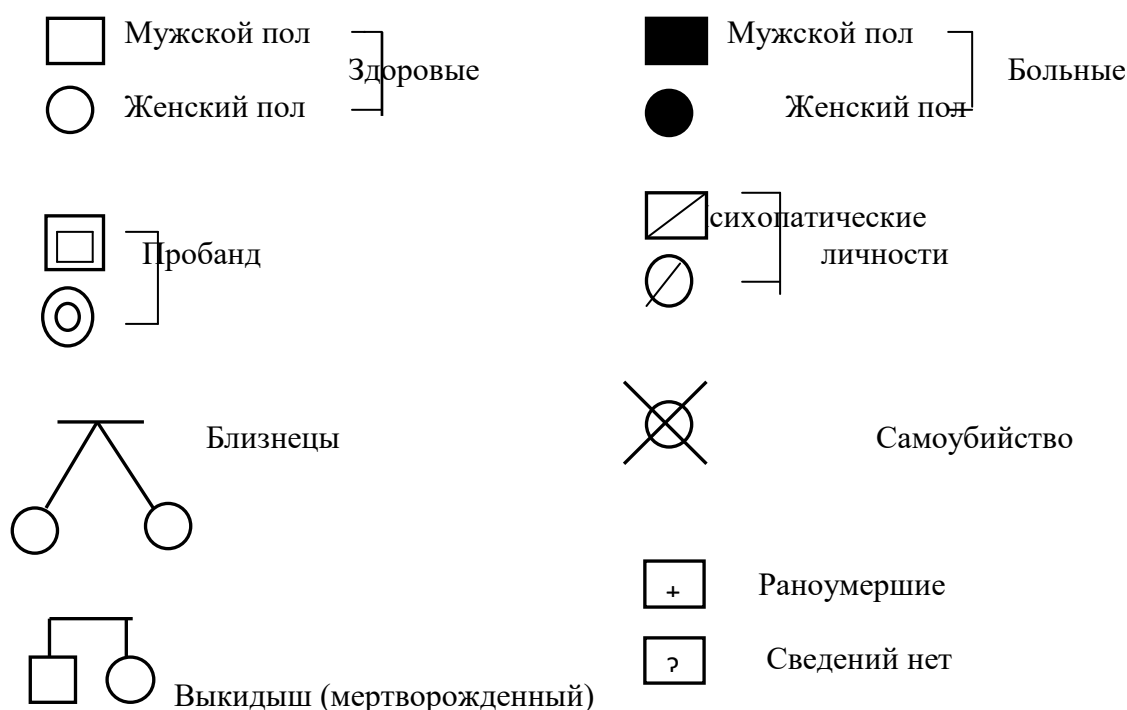 Мужской пол
Здоровые
Женский пол
Мужской пол
Больные
Женский пол
Пробанд
сихопатические
личности
Близнецы
Самоубийство
+ Раноумершие
? Сведений нет
Выкидыш (мертворожденный)